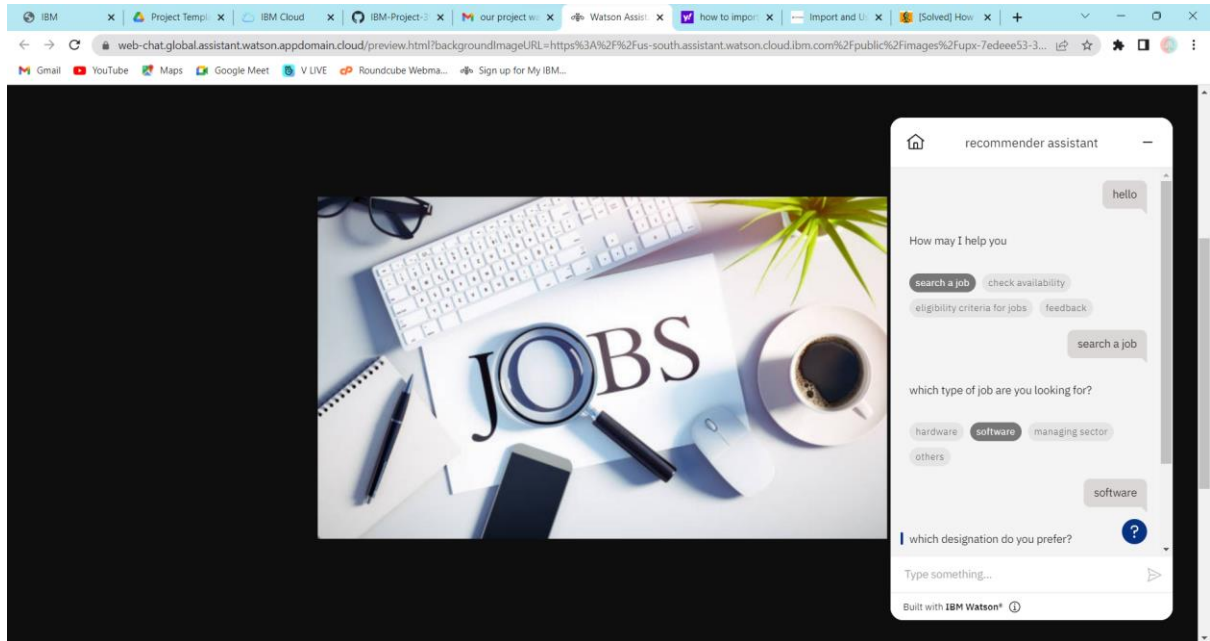 IBM
Project Templ
IBM Cloud
IBM-Project-3
our project wo
Watson Assist
how to import
Import and U
[Solved] How
web-chat.global.assistant.watson.appdomain.cloud/preview.html?backgroundImageURL=https%3A%2F%2Fus-south.assistant.watson.cloud.ibm.com%2Fpublic%2Fimages%2Fupx-7edeee53-3...
Gmail
YouTube
Maps
Google Meet
V LIVE
Roundcube Webma...
Sign up for My IBM...
JOBS
recommender assistant
hello
How may I help you
search a job check availability
eligibility criteria for jobs feedback
search a job
which type of job are you looking for?
hardware software managing sector
others
software
which designation do you prefer?
?
Type something...
Built with IBM Watson®